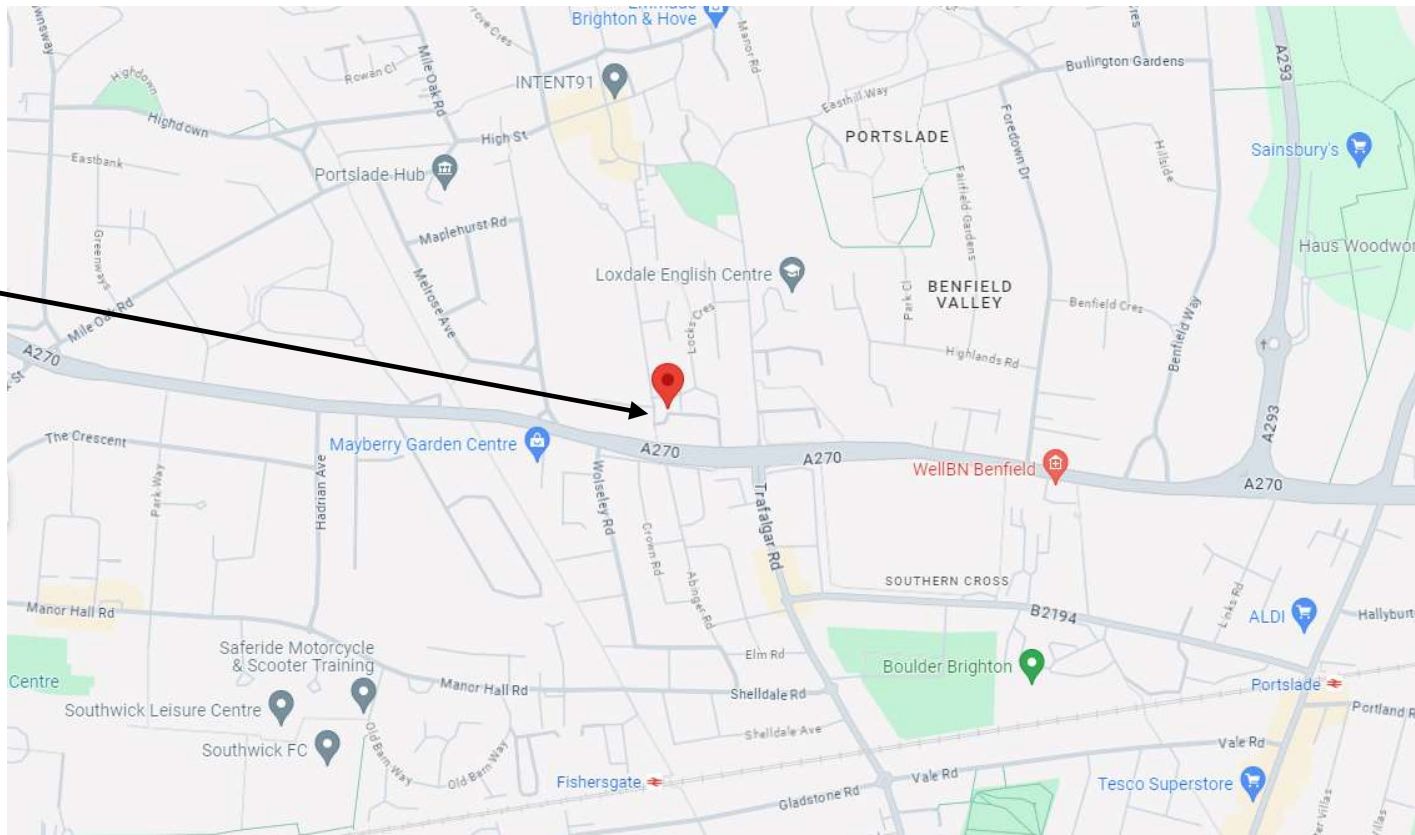 Brighton & Hove
Manor Rd
Mile Oak Rd
Rowan Cl
INTENT91
Burlington Gardens
A293
Highdown
Highdown
Easthill Way
Foredown Dr
High St
PORTSLADE
Hillside
Sainsbury's
Eastbank
Portslade Hub
Fairfield Gardens
Maplehurst Rd
Greenways
Haus Woodwor
Melrose Ave
Loxdale English Centre
BENFIELD
VALLEY
Park Cl
Benfield Cres
Benfield Way
Mile Oak Rd
Locks Cres
Highlands Rd
A270
St
The Crescent
Mayberry Garden Centre
A270
A270
WellBN Benfield
A293
A270
Park Way
Hadrian Ave
Wolseley Rd
Trafalgar Rd
Crown Rd
Abinger Rd
SOUTHERN CROSS
B2194
Links Rd
ALDI
Hallyburt
Manor Hall Rd
Saferide Motorcycle
& Scooter Training
Elm Rd
Boulder Brighton
Centre
Manor Hall Rd
Shelldale Rd
Portslade
Southwick Leisure Centre
Portland R
Shelldale Ave
Southwick FC
Old Barn Way
Old Barn Way
Vale Rd
Fishersgate
Vale Rd
Tesco Superstore
Gladstone Rd
Villas